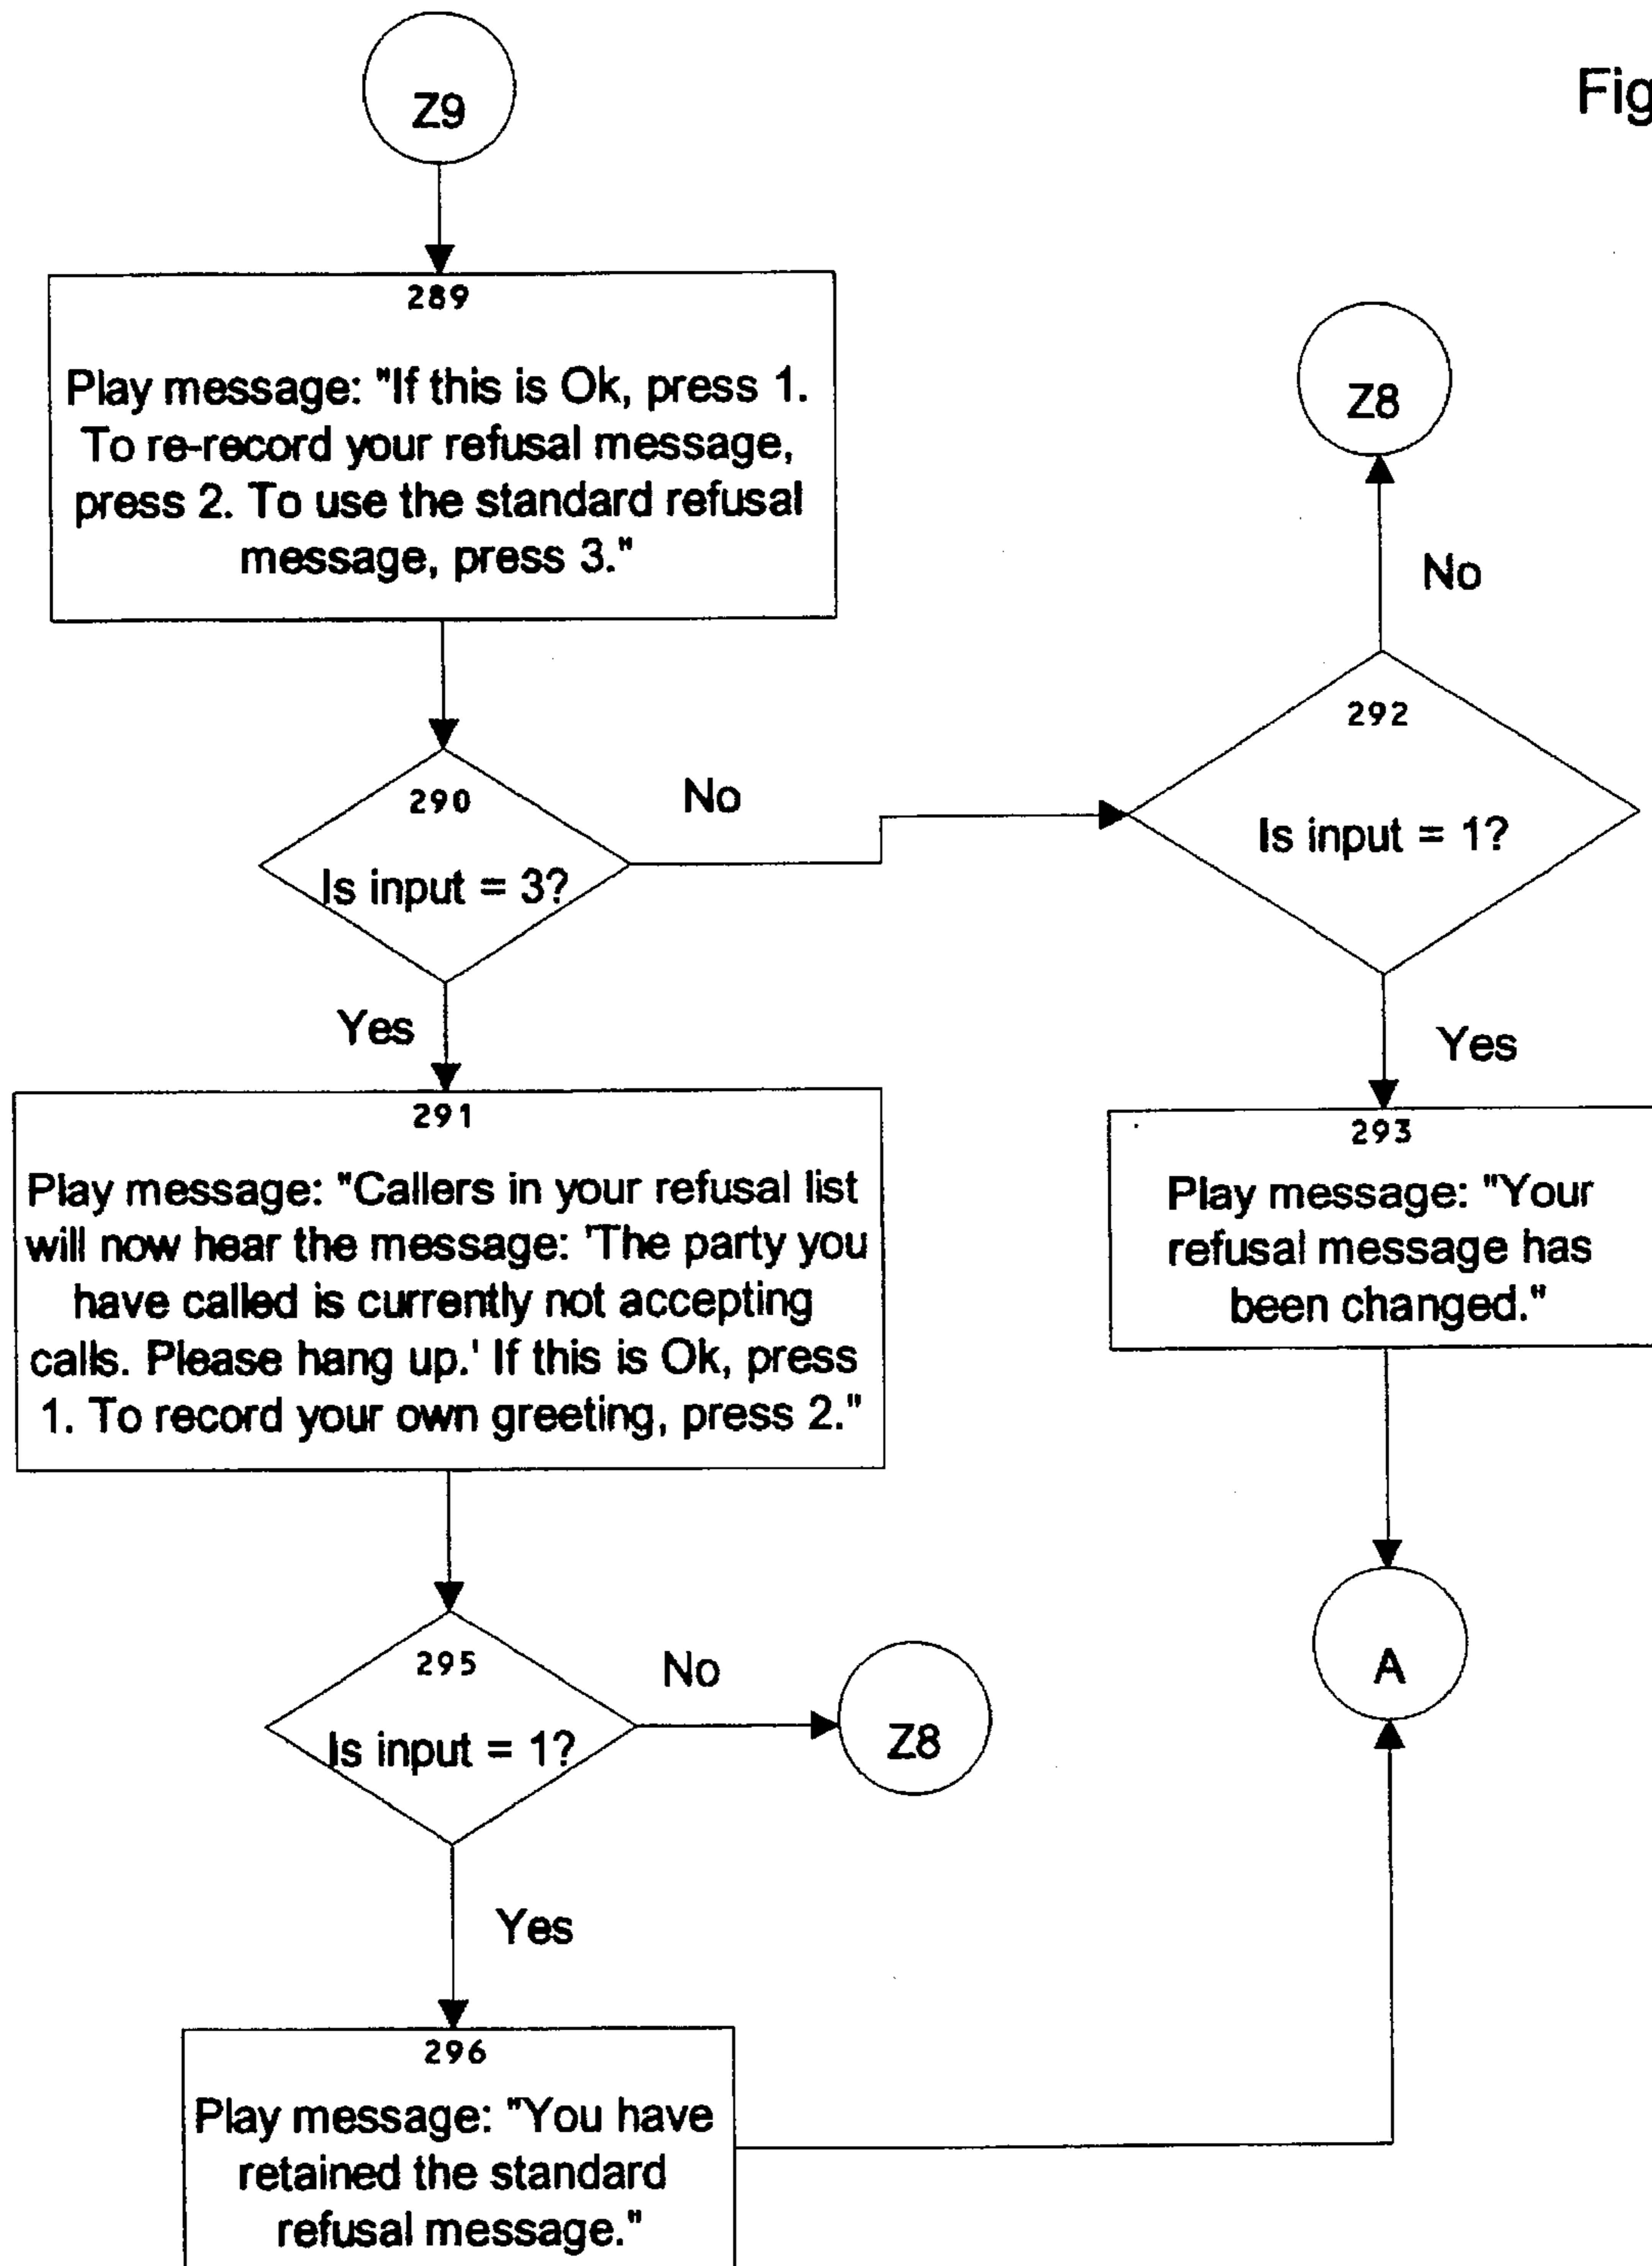 Z9
Fig
289
Play message: "If this is Ok, press 1.
To re-record your refusal message,
press 2. To use the standard refusal
message, press 3."
Z8
No
292
Is input = 1?
290
No
Is input = 3?
Yes
Yes
291
Play message: "Callers in your refusal list
will now hear the message: 'The party you
have called is currently not accepting
calls. Please hang up.' If this is Ok, press
1. To record your own greeting, press 2."
293
Play message: "Your
refusal message has
been changed."
295
No
Is input = 1?
Z8
A
Yes
296
Play message: "You have
retained the standard
refusal message."